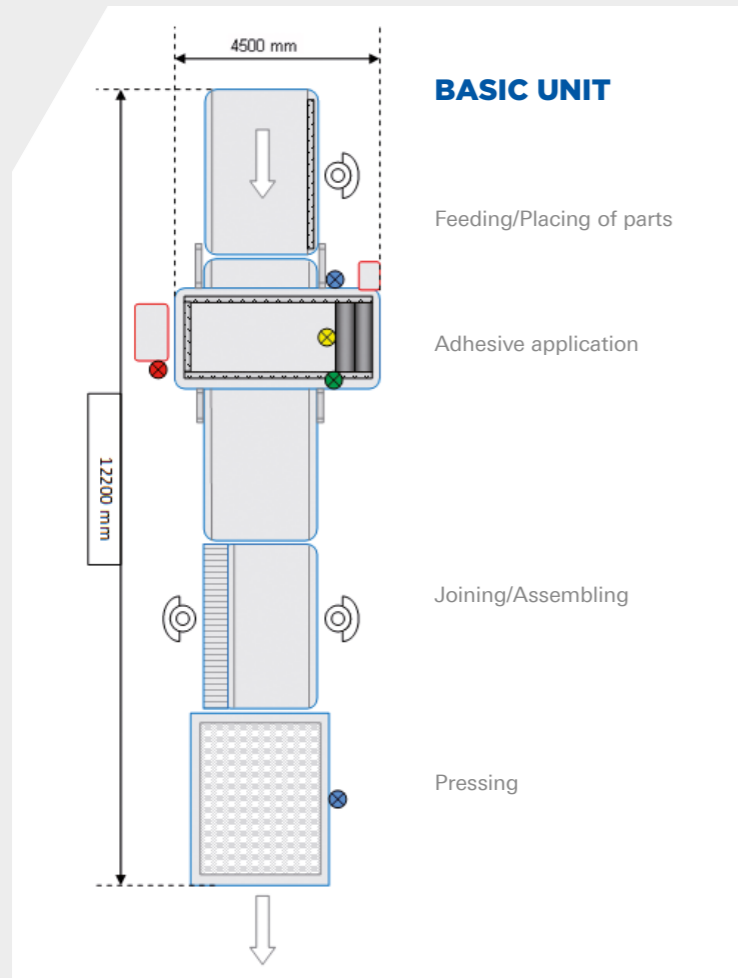 4500 mm
BASIC UNIT
Feeding/Placing of parts
Adhesive application
12200 mm
Joining/Assembling
Pressing